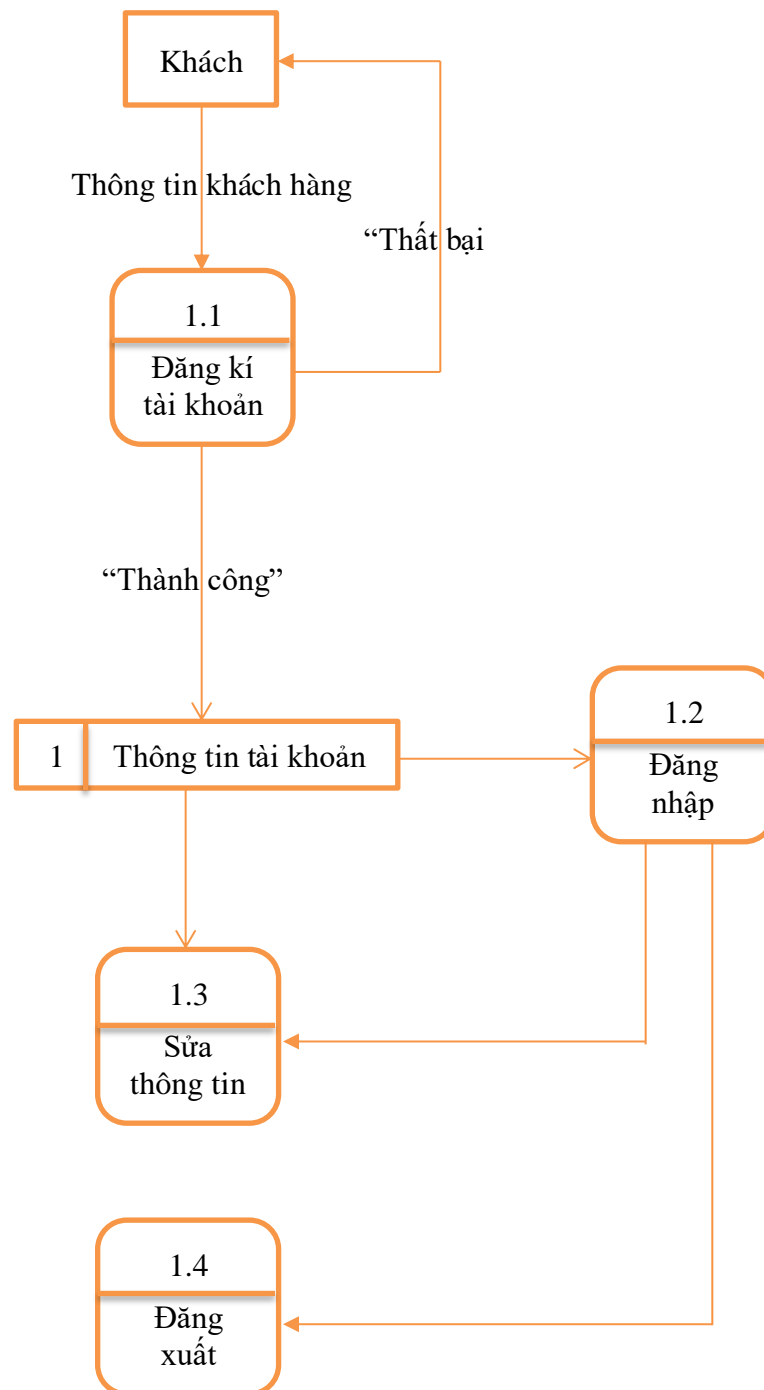 Khách
Thông tin khách hàng
“Thất bại
1.1
Đăng kí
tài khoản
“Thành công”
1.2
Đăng
nhập
1
Thông tin tài khoản
1.3
Sửa
thông tin
1.4
Đăng
xuất